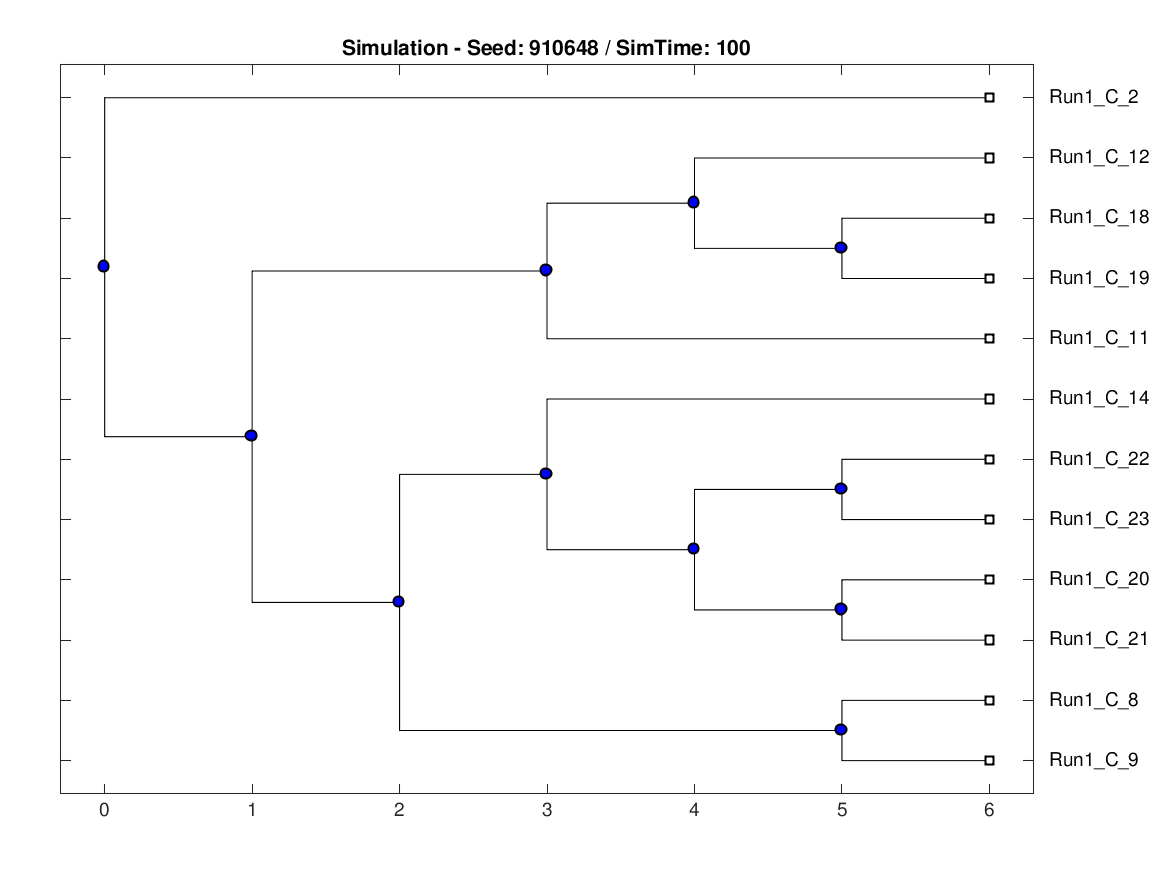 Simulation - Seed: 910648 / SimTime: 100
Run1_C_2
Run1_C_12
Run1_C_18
Run1_C_19
Run1_C_11
Run1_C_14
Run1_C_22
Run1_C_23
Run1_C_20
Run1_C_21
Run1_C_8
Run1_C_9
0 1 2 3 4 5 6